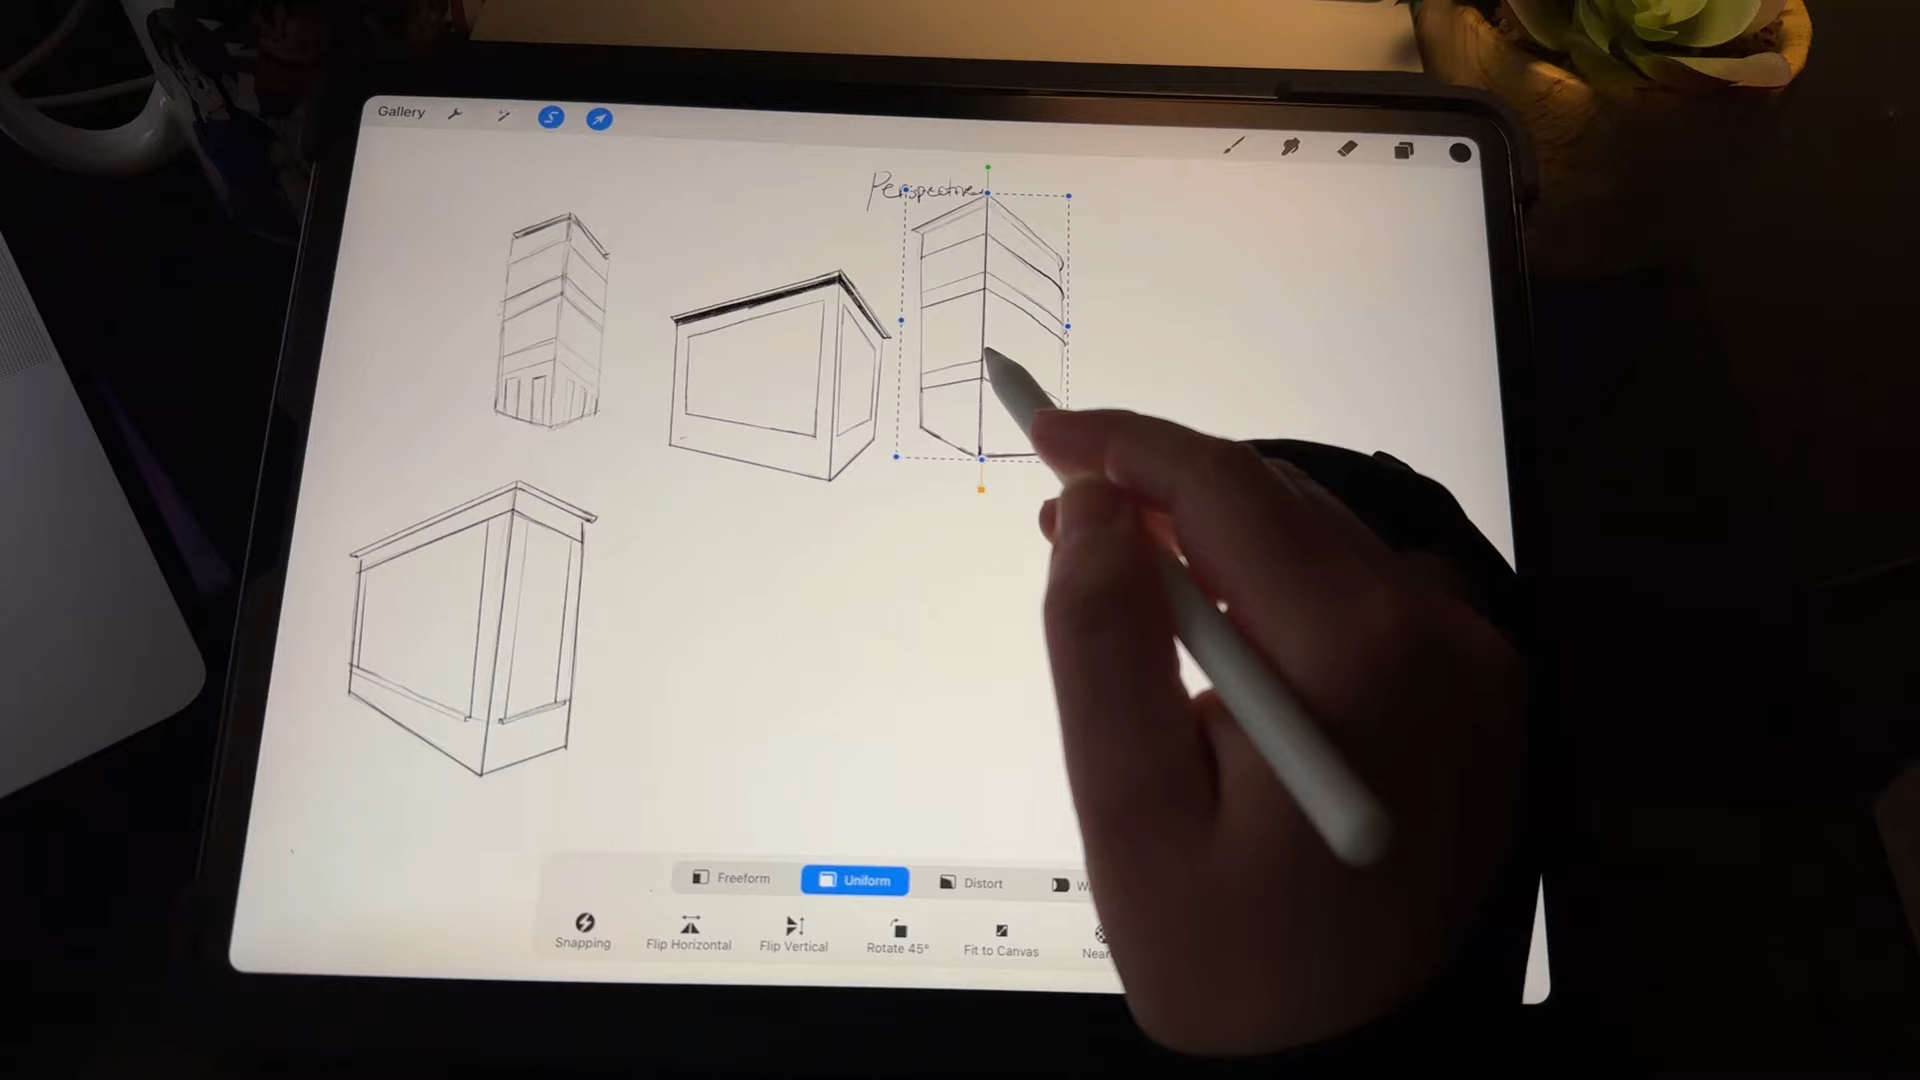 Gallery
Perspective
Freeform
Uniform
Distort
Snapping
Flip Horizontal
Flip Vertical
Rotate 45°
Fit to Canvas